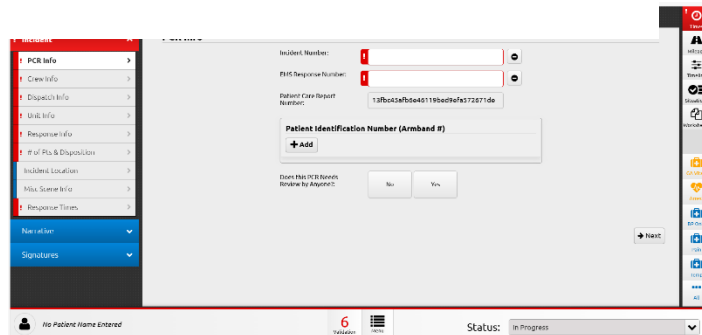 Incident
PCR Info
PCR Info
Crew Info
Dispatch Info
Unit Info
Response Info
# of Pts & Disposition
Incident Location
Misc Scene Info
Response Times
Narrative
Signatures
Incident Number:
EMS Response Number:
Patient Care Report
Number:
Patient Identification Number (Armband #)
+ Add
Does this PCR Needs
Review by Anyone?:
No
Yes
Next
All
No Patient Name Entered
6
Validation
MENU
Status:
In Progress